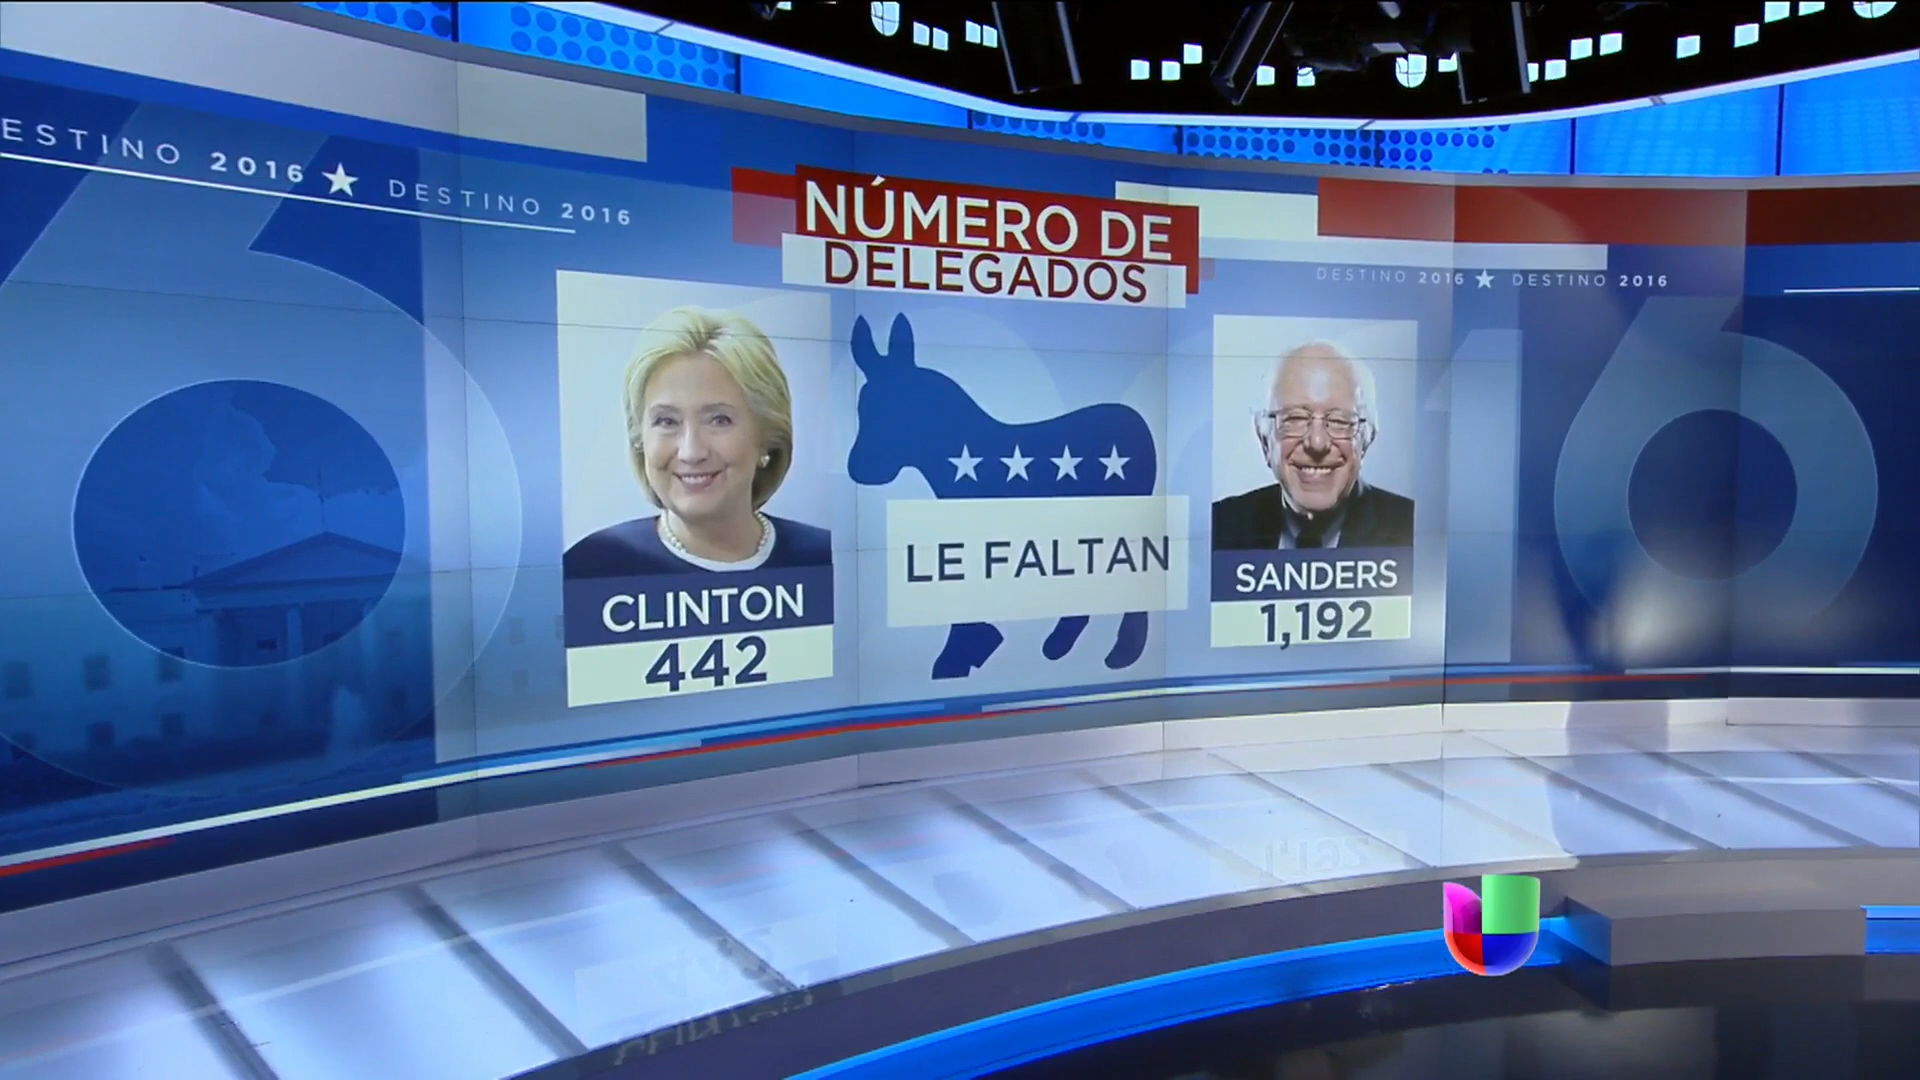 ESTINO 2016 ★ DESTINO 2016
NÚMERO DE
DELEGADOS
DESTINO 2016 ★ DESTINO 2016
LE FALTAN
CLINTON
442
SANDERS
1,192